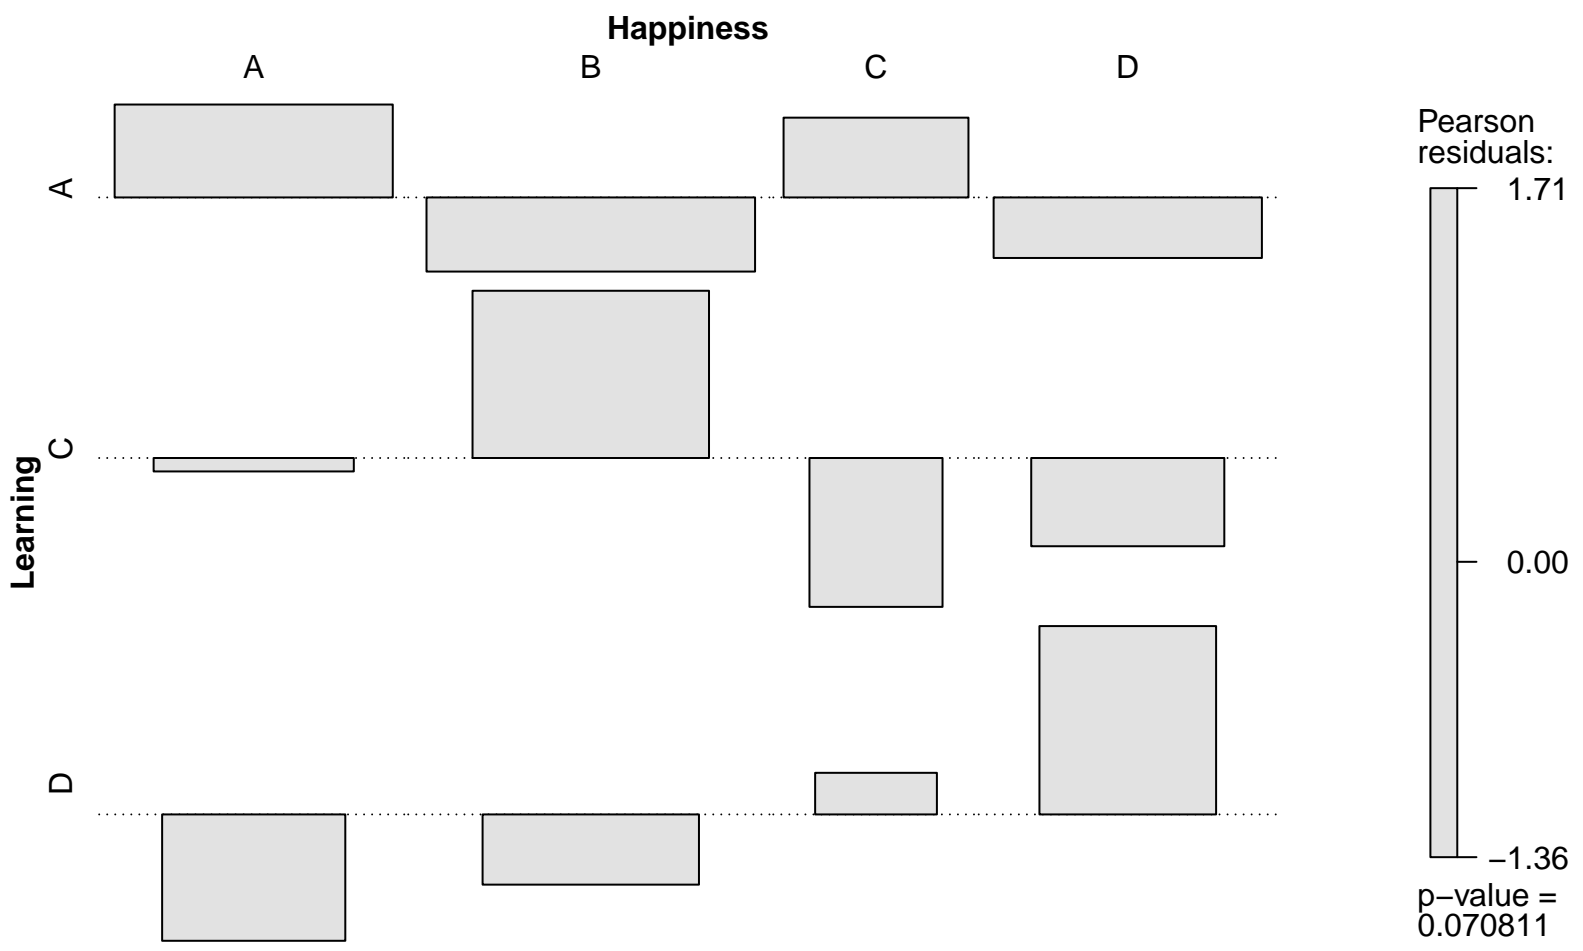 Happiness
A B C D
Learning
A
C
D
Pearson
residuals:
1.71
0.00
−1.36
p−value =
0.070811